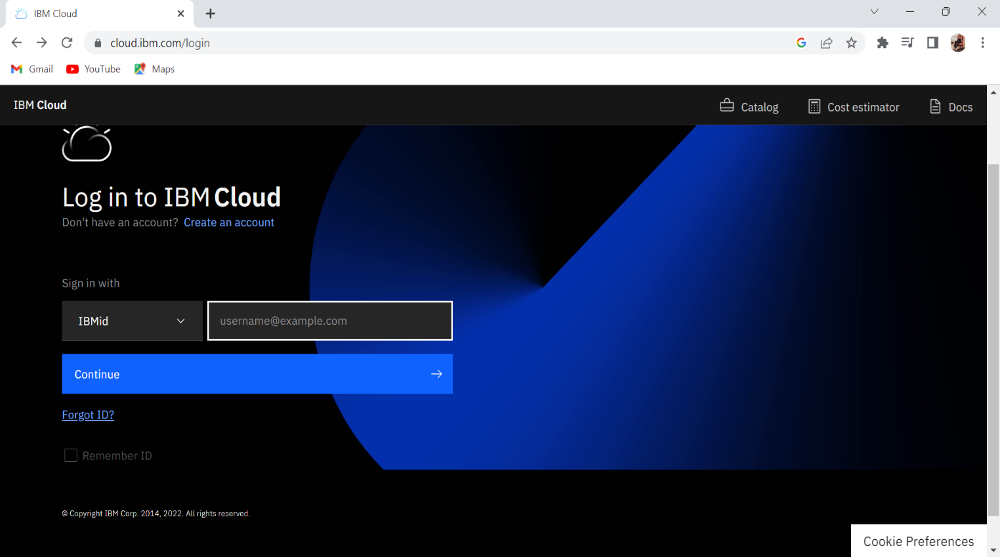 IBM Cloud
cloud.ibm.com/login
Gmail YouTube Maps
IBM Cloud Catalog Cost estimator Docs
Log in to IBM Cloud
Don't have an account? Create an account
Sign in with
IBMid username@example.com
Continue
Forgot ID?
Remember ID
© Copyright IBM Corp. 2014, 2022. All rights reserved.
Cookie Preferences